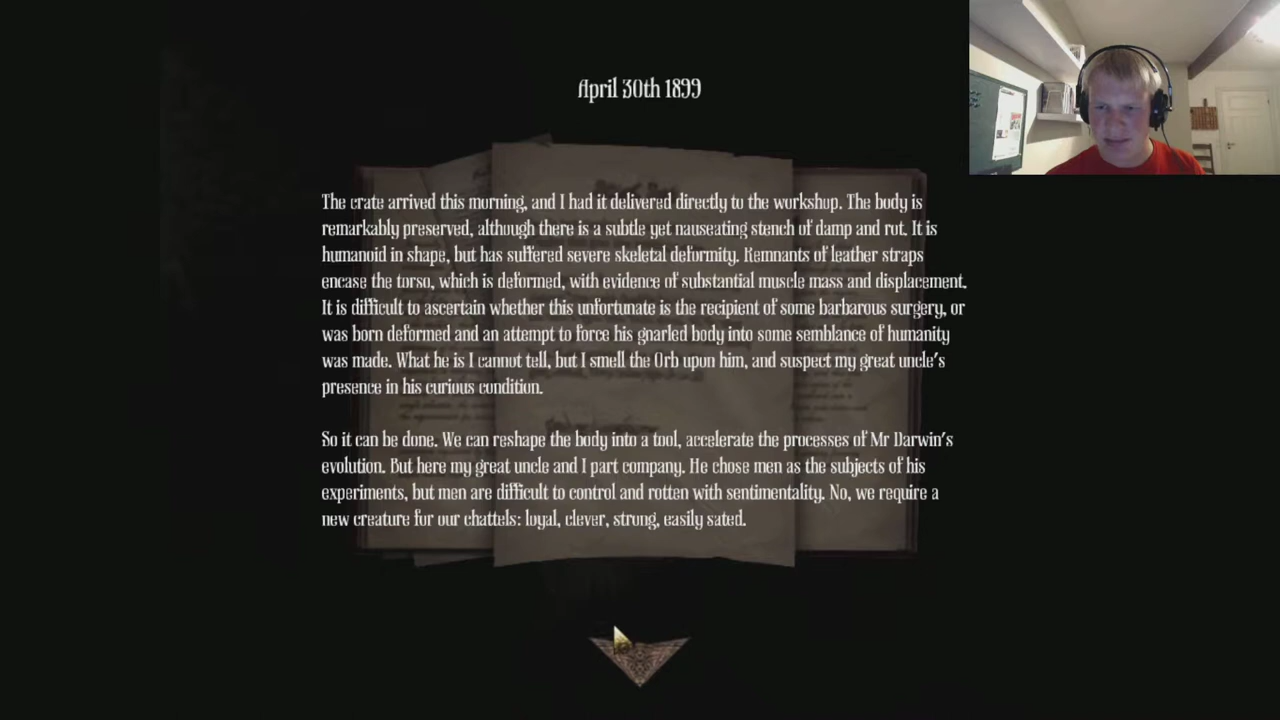 April 30th 1899
The crate arrived this morning, and I had it delivered directly to the workshop. The body is
remarkably preserved, although there is a subtle yet nauseating stench of damp and rot. It is
humanoid in shape, but has suffered severe skeletal deformity. Remnants of leather straps
encase the torso, which is deformed, with evidence of substantial muscle mass and displacement.
It is difficult to ascertain whether this unfortunate is the recipient of some barbarous surgery, or
was born deformed and an attempt to force his gnarled body into some semblance of humanity
was made. What he is I cannot tell, but I smell the Orb upon him, and suspect my great uncle's
presence in his curious condition.
So it can be done. We can reshape the body into a tool, accelerate the processes of Mr Darwin's
evolution. But here my great uncle and I part company. He chose men as the subjects of his
experiments, but men are difficult to control and rotten with sentimentality. No, we require a
new creature for our chattels: loyal, clever, strong, easily sated.